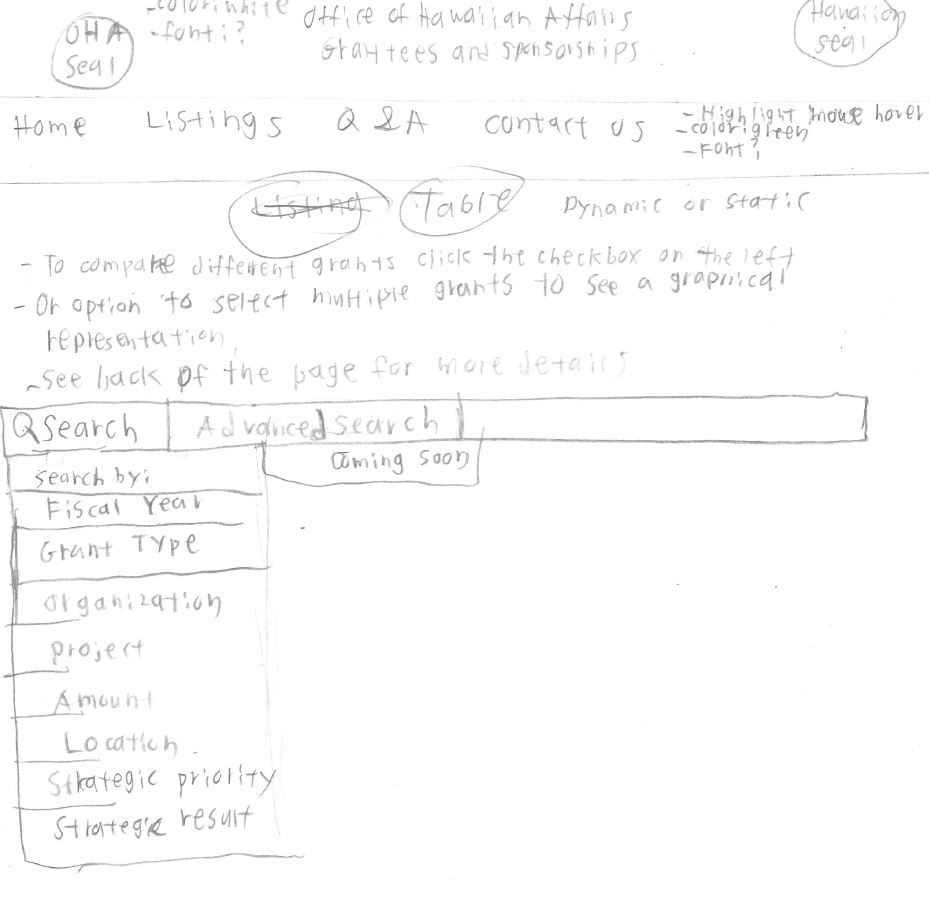 -color:white
OHA
Seal
-font:?
Office of Hawaiian Affairs
Grantees and sponsorships
Hawaiian
seal
Home Listings Q & A contact us
-Highlight mouse hover
-color:green
-Font?
Listing Table Dynamic or static
- To compare different grants click the checkbox on the left
- Or option to select multiple grants to see a graphical
representation
-See back of the page for more details
Search Advanced search
Coming soon
search by:
Fiscal Year
Grant Type
Organization
project
Amount
Location
Strategic priority
Strategic result